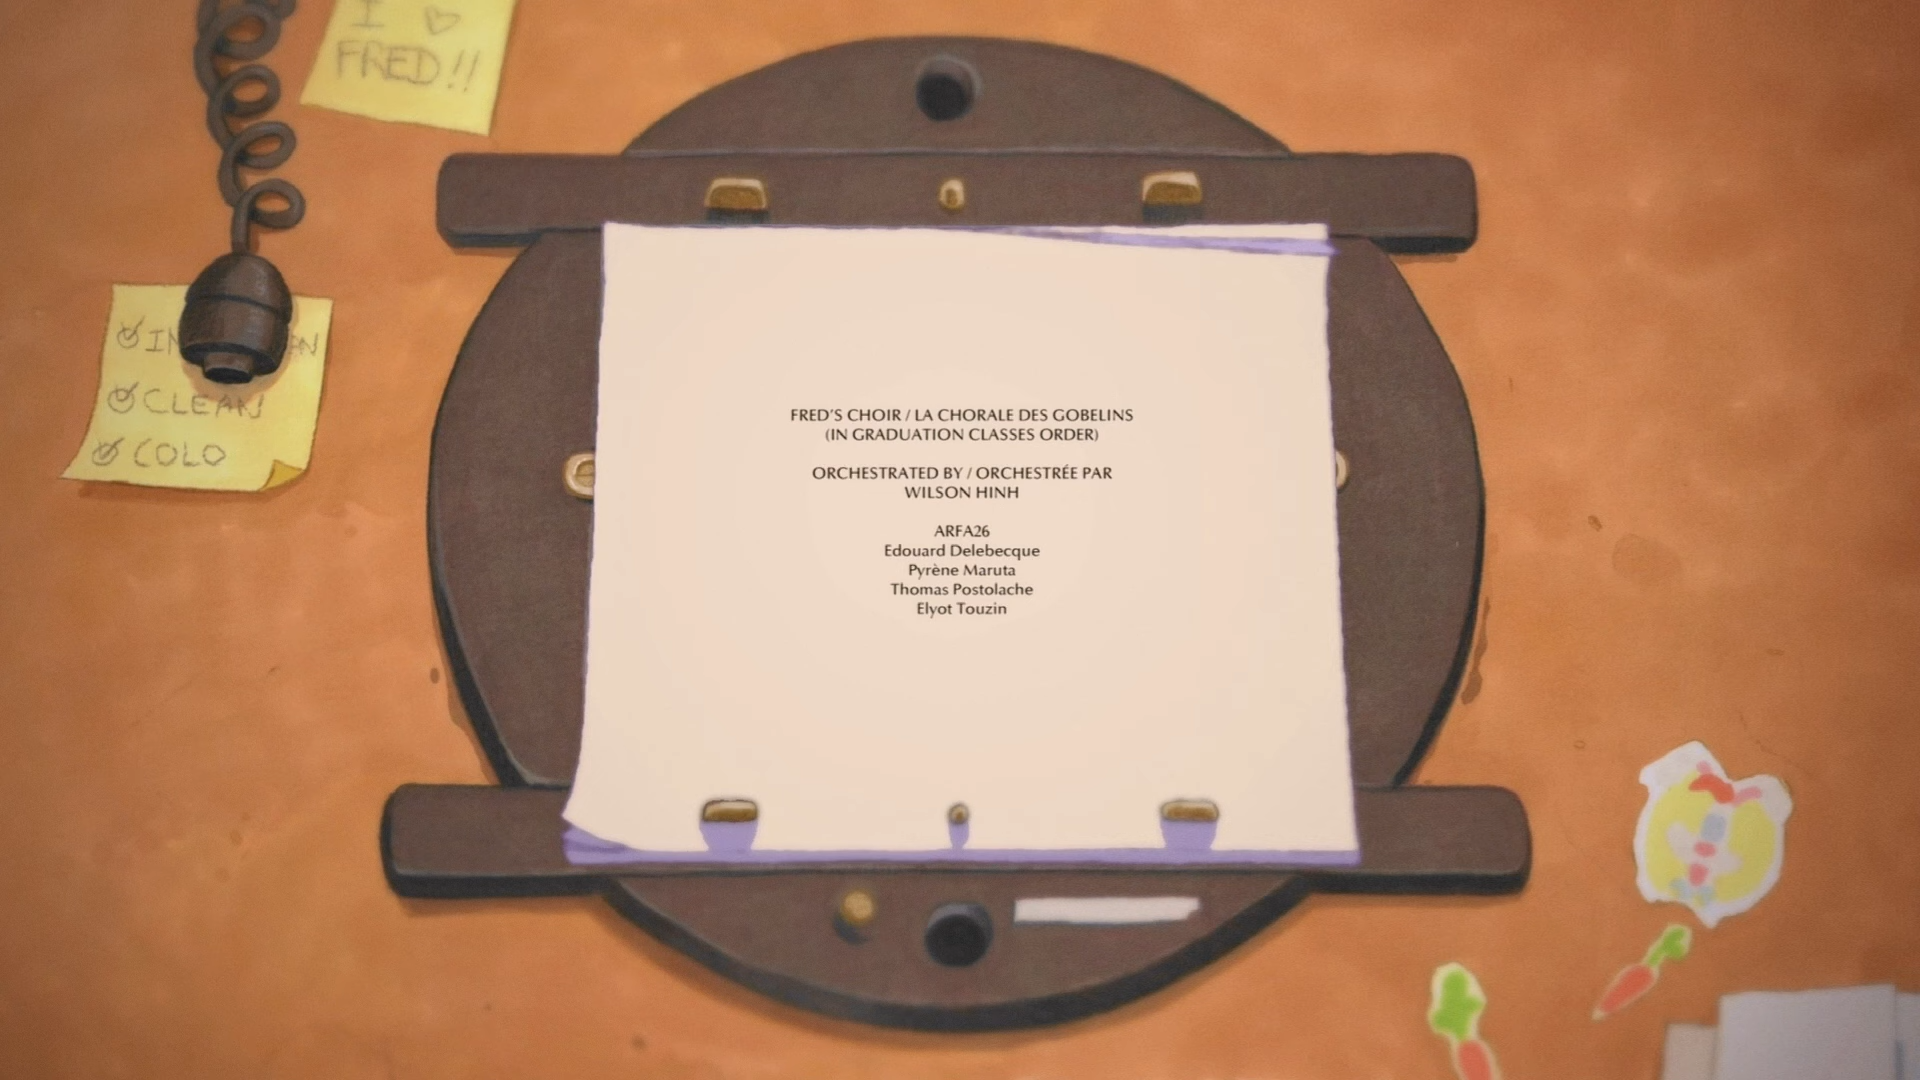 I ♡
FRED!!
CLEAN
COLO
FRED'S CHOIR / LA CHORALE DES GOBELINS
(IN GRADUATION CLASSES ORDER)
ORCHESTRATED BY / ORCHESTRÉE PAR
WILSON HINH
ARFA26
Edouard Delebecque
Pyrène Maruta
Thomas Postolache
Elyot Touzin